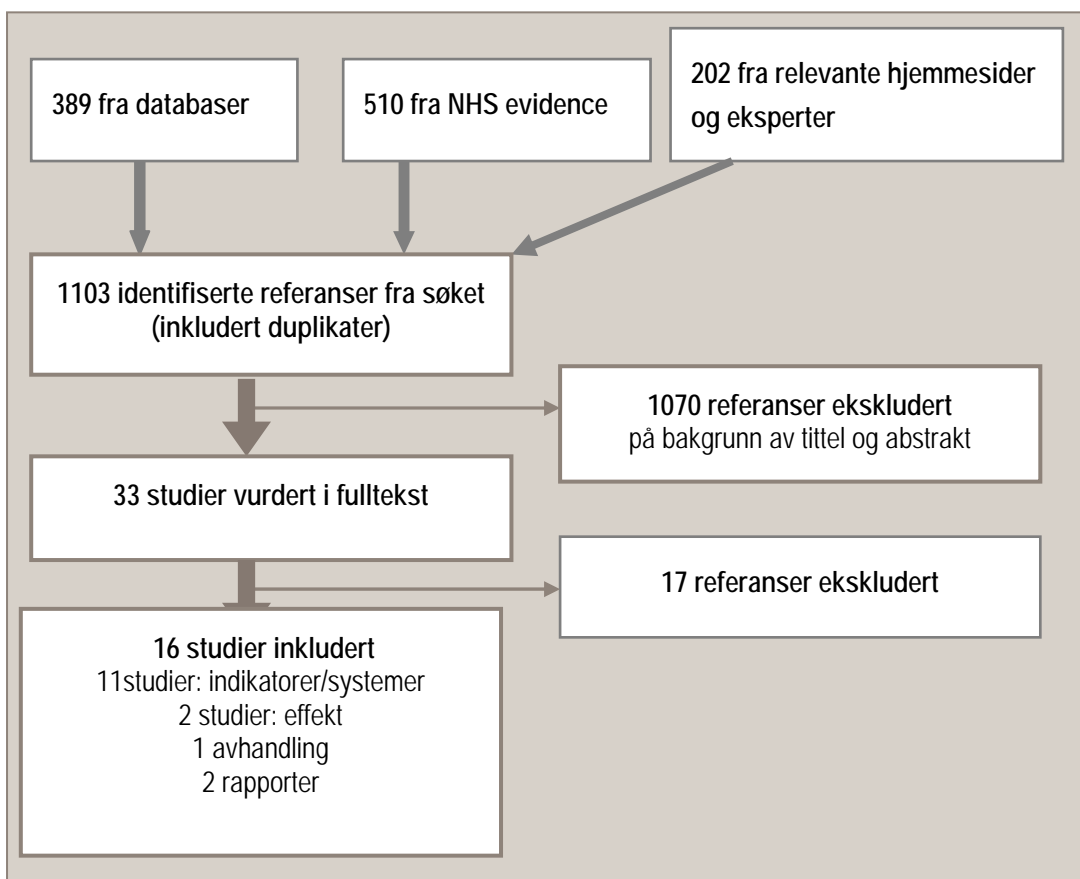 389 fra databaser
510 fra NHS evidence
202 fra relevante hjemmesider
og eksperter
1103 identifiserte referanser fra søket
(inkludert duplikater)
1070 referanser ekskludert
på bakgrunn av tittel og abstrakt
33 studier vurdert i fulltekst
17 referanser ekskludert
16 studier inkludert
11studier: indikatorer/systemer
2 studier: effekt
1 avhandling
2 rapporter